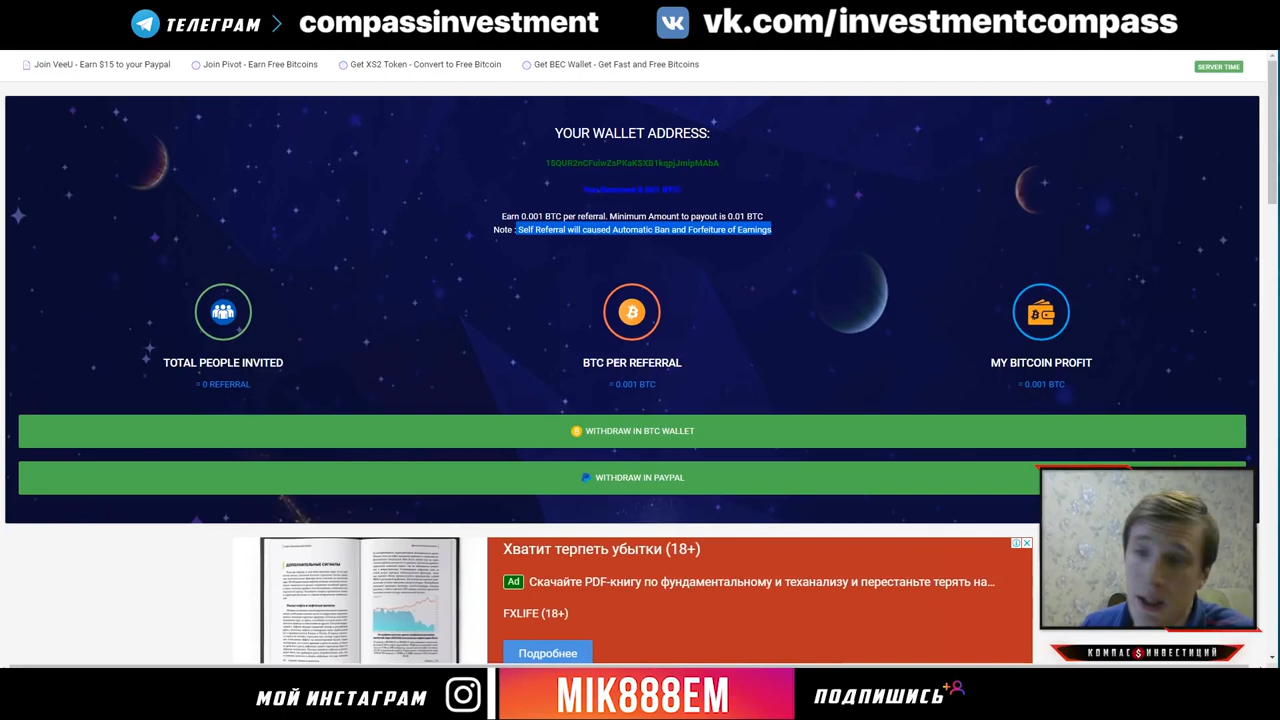 ТЕЛЕГРАМ > compassinvestment vk.com/investmentcompass
Join VeeU - Earn $15 to your Paypal Join Pivot - Earn Free Bitcoins Get XS2 Token - Convert to Free Bitcoin Get BEC Wallet - Get Fast and Free Bitcoins SERVER TIME
YOUR WALLET ADDRESS:
Earn 0.001 BTC per referral. Minimum Amount to payout is 0.01 BTC
Note : Self Referral will caused Automatic Ban and Forfeiture of Earnings
TOTAL PEOPLE INVITED BTC PER REFERRAL MY BITCOIN PROFIT
= 0 REFERRAL = 0.001 BTC = 0.001 BTC
WITHDRAW IN BTC WALLET
WITHDRAW IN PAYPAL
Хватит терпеть убытки (18+)
ДОПОЛНИТЕЛЬНЫЕ СИГНАЛЫ
Ad Скачайте PDF-книгу по фундаментальному и теханализу и перестаньте терять на...
FXLIFE (18+)
Подробнее
КОМПАС $ ИНВЕСТИЦИЙ
МОЙ ИНСТАГРАМ MIK888EM ПОДПИШИСЬ